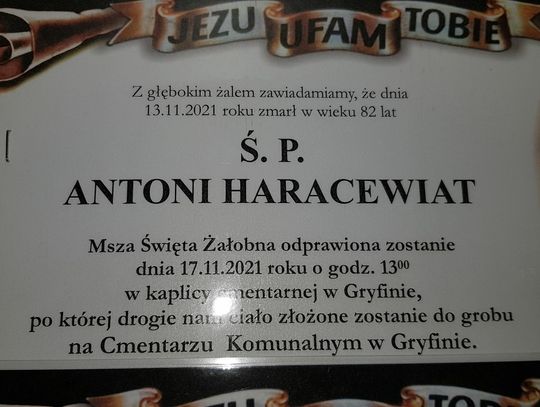 JEZU UFAM TOBIE
Z głębokim żalem zawiadamiamy, że dnia
13.11.2021 roku zmarł w wieku 82 lat
Ś. P.
ANTONI HARACEWIAT
Msza Święta Żałobna odprawiona zostanie
dnia 17.11.2021 roku o godz. 13⁰⁰
w kaplicy cmentarnej w Gryfinie,
po której drogie nam ciało złożone zostanie do grobu
na Cmentarzu Komunalnym w Gryfinie.